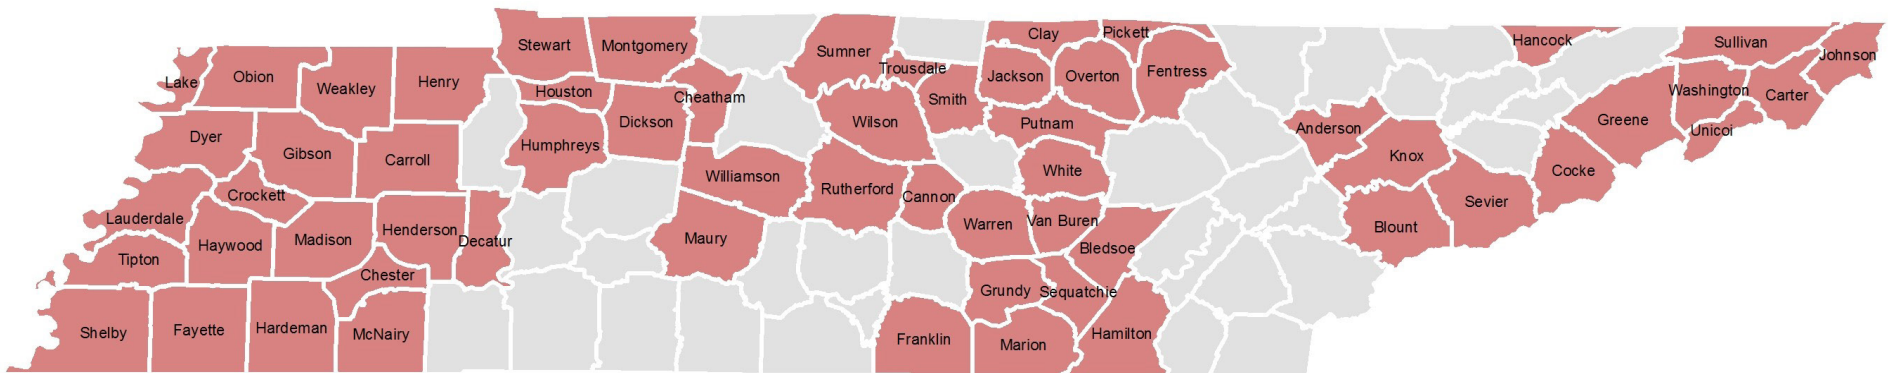 Stewart
Montgomery
Sumner
Clay
Pickett
Hancock
Sullivan
Johnson
Lake
Obion
Weakley
Henry
Houston
Cheatham
Trousdale
Smith
Jackson
Overton
Fentress
Washington
Carter
Dyer
Gibson
Carroll
Humphreys
Dickson
Wilson
Putnam
Anderson
Knox
Greene
Unicoi
Crockett
Williamson
Rutherford
Cannon
White
Cocke
Lauderdale
Haywood
Madison
Henderson
Decatur
Maury
Warren
Van Buren
Bledsoe
Blount
Sevier
Tipton
Chester
Grundy
Sequatchie
Shelby
Fayette
Hardeman
McNairy
Franklin
Marion
Hamilton